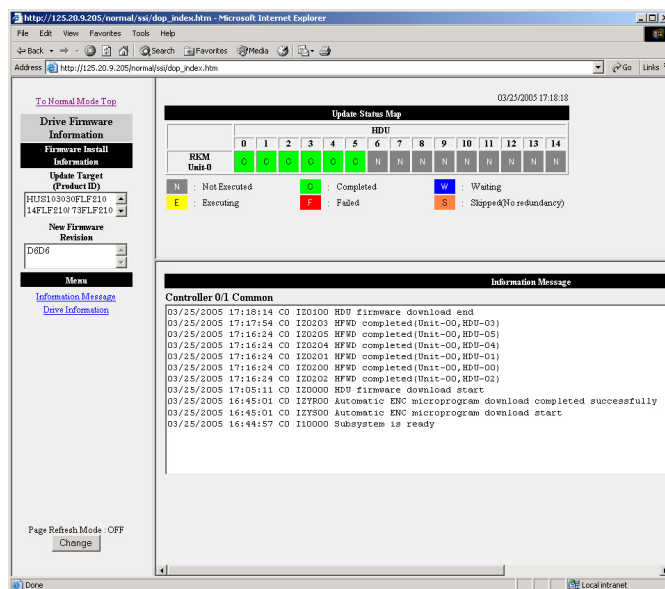 http://125.20.9.205/normal/ssi/dop_index.htm - Microsoft Internet Explorer
File Edit View Favorites Tools Help
Back Search Favorites Media
Address http://125.20.9.205/normal/ssi/dop_index.htm Go Links
To Normal Mode Top
Drive Firmware
Information
Firmware Install
Information
Update Target
(Product ID)
HUS103030FLF210
14FLF210/73FLF210
New Firmware
Revision
D6D6
Menu
Information Message
Drive Information
Page Refresh Mode : OFF
Change
03/25/2005 17:18:18
Update Status Map
HDU
0 1 2 3 4 5 6 7 8 9 10 11 12 13 14
RKM
Unit-0
C C C C C C N N N N N N N N N
N : Not Executed C : Completed W : Waiting
E : Executing F : Failed S : Skipped(No redundancy)
Information Message
Controller 0/1 Common
03/25/2005 17:18:14 C0 IZ0100 HDU firmware download end
03/25/2005 17:17:54 C0 IZ0203 HFWD completed(Unit-00,HDU-03)
03/25/2005 17:16:24 C0 IZ0205 HFWD completed(Unit-00,HDU-05)
03/25/2005 17:16:24 C0 IZ0204 HFWD completed(Unit-00,HDU-04)
03/25/2005 17:16:24 C0 IZ0201 HFWD completed(Unit-00,HDU-01)
03/25/2005 17:16:24 C0 IZ0200 HFWD completed(Unit-00,HDU-00)
03/25/2005 17:16:24 C0 IZ0202 HFWD completed(Unit-00,HDU-02)
03/25/2005 17:05:11 C0 IZ0000 HDU firmware download start
03/25/2005 16:45:01 C0 IZYR00 Automatic ENC microprogram download completed successfully
03/25/2005 16:45:01 C0 IZYS00 Automatic ENC microprogram download start
03/25/2005 16:44:57 C0 I10000 Subsystem is ready
Done Local intranet